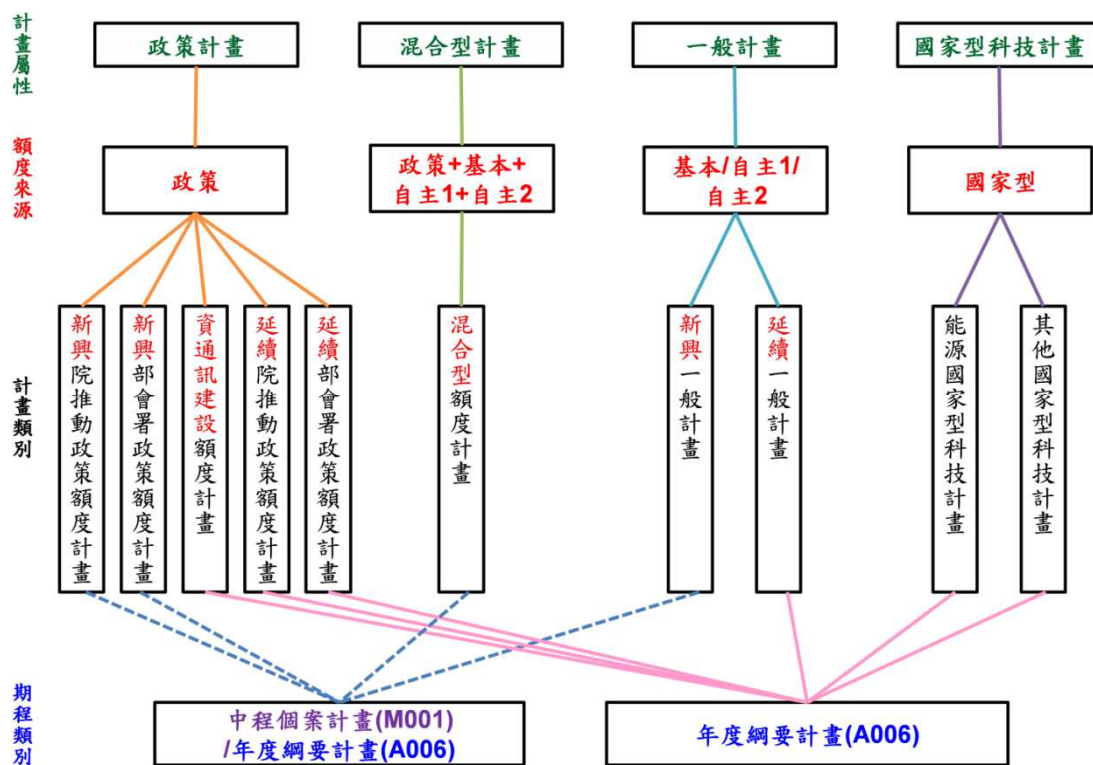 計畫屬性
政策計畫
混合型計畫
一般計畫
國家型科技計畫
額度來源
政策
政策+基本+
自主1+自主2
基本/自主1/
自主2
國家型
計畫類別
新興院推動政策額度計畫
新興部會署政策額度計畫
資通訊建設額度計畫
延續院推動政策額度計畫
延續部會署政策額度計畫
混合型額度計畫
新興一般計畫
延續一般計畫
能源國家型科技計畫
其他國家型科技計畫
期程類別
中程個案計畫(M001)
/年度綱要計畫(A006)
年度綱要計畫(A006)